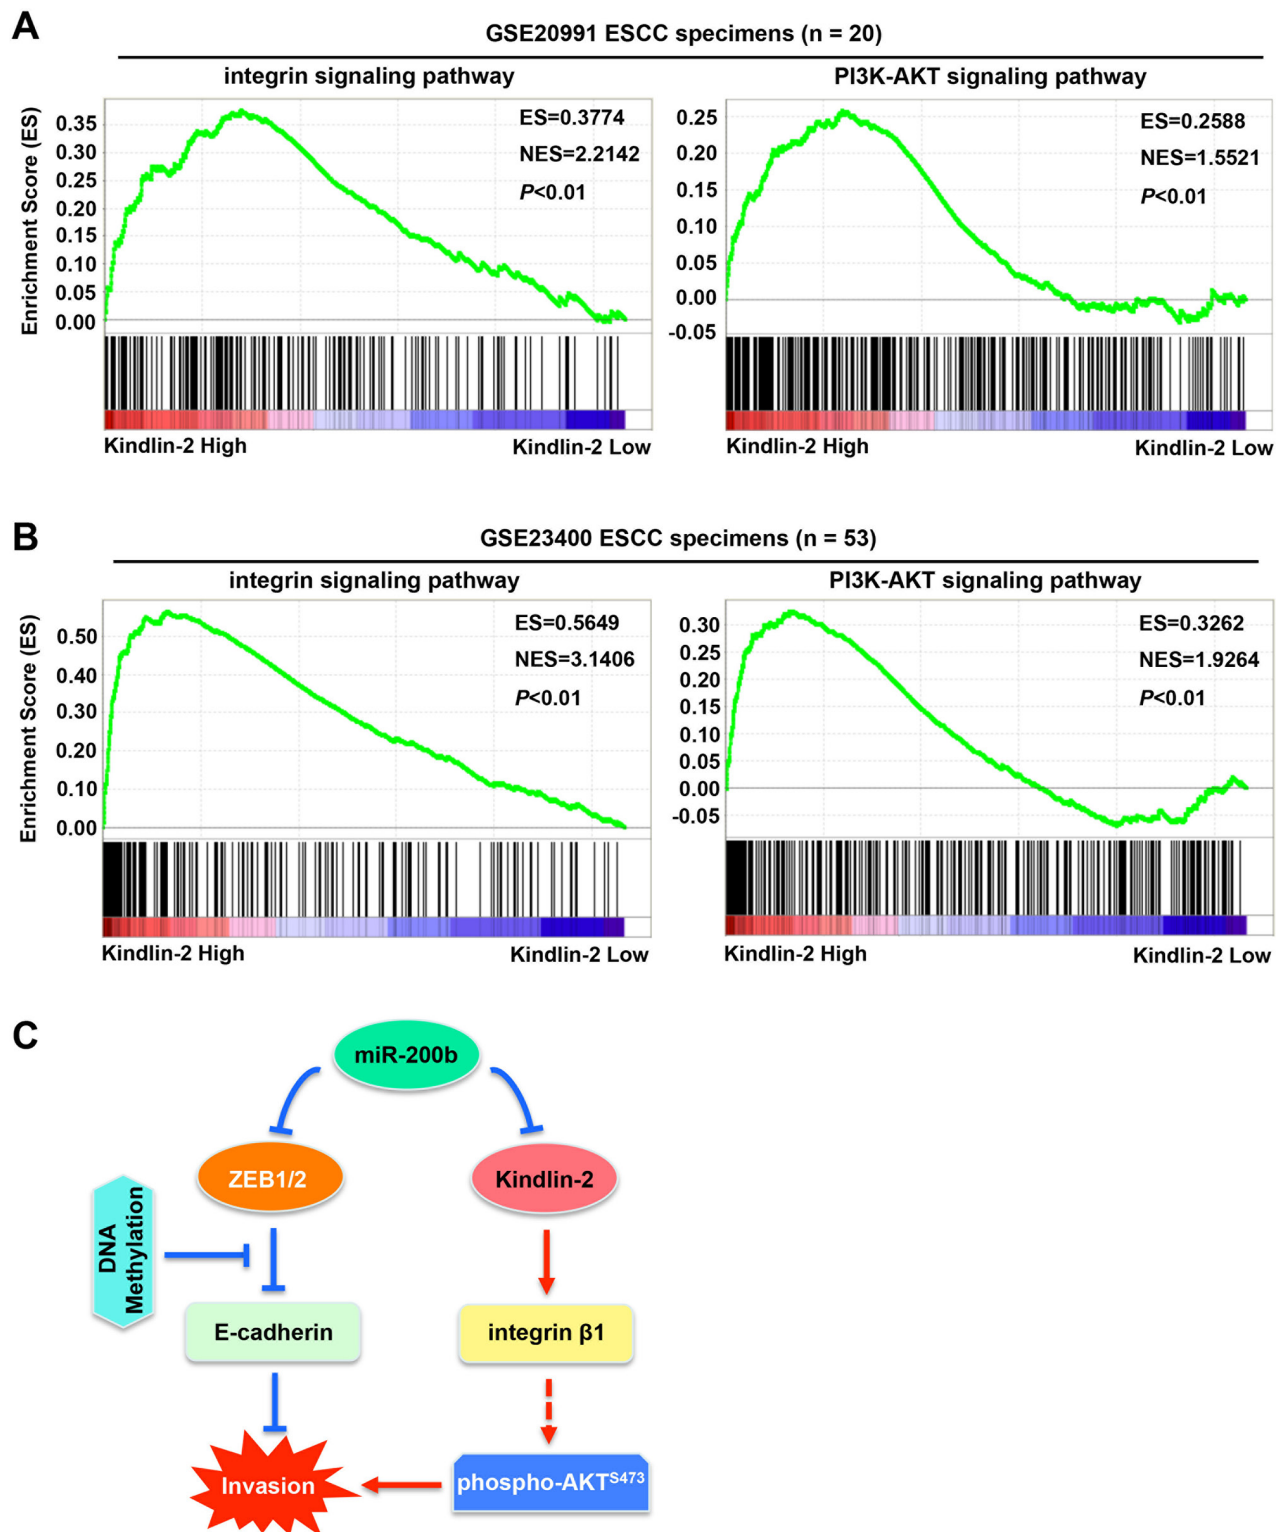 A
GSE20991 ESCC specimens (n = 20)
integrin signaling pathway
PI3K-AKT signaling pathway
Enrichment Score (ES)
0.35
0.30
0.25
0.20
0.15
0.10
0.05
0.00
ES=0.3774
NES=2.2142
P<0.01
Kindlin-2 High
Kindlin-2 Low
0.25
0.20
0.15
0.10
0.05
0.00
-0.05
ES=0.2588
NES=1.5521
P<0.01
Kindlin-2 High
Kindlin-2 Low
B
GSE23400 ESCC specimens (n = 53)
integrin signaling pathway
PI3K-AKT signaling pathway
Enrichment Score (ES)
0.50
0.40
0.30
0.20
0.10
0.00
ES=0.5649
NES=3.1406
P<0.01
Kindlin-2 High
Kindlin-2 Low
0.30
0.25
0.20
0.15
0.10
0.05
0.00
-0.05
ES=0.3262
NES=1.9264
P<0.01
Kindlin-2 High
Kindlin-2 Low
C
miR-200b
ZEB1/2
Kindlin-2
DNA
Methylation
E-cadherin
integrin β1
Invasion
phospho-AKTS473